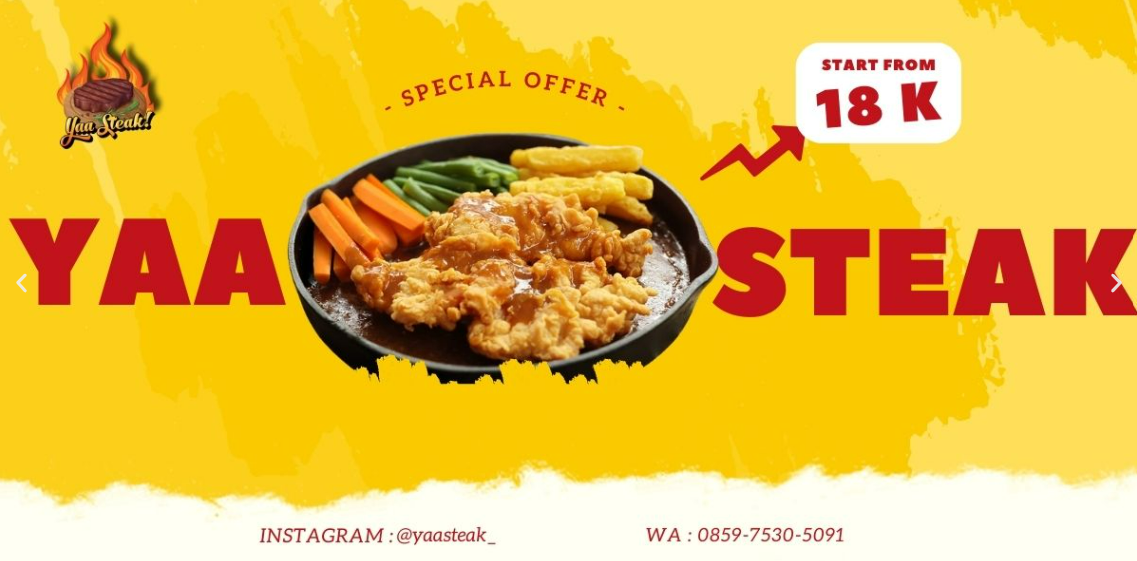 Yaa Steak!
- SPECIAL OFFER -
START FROM
18 K
YAA STEAK
INSTAGRAM : @yaasteak_
WA : 0859-7530-5091